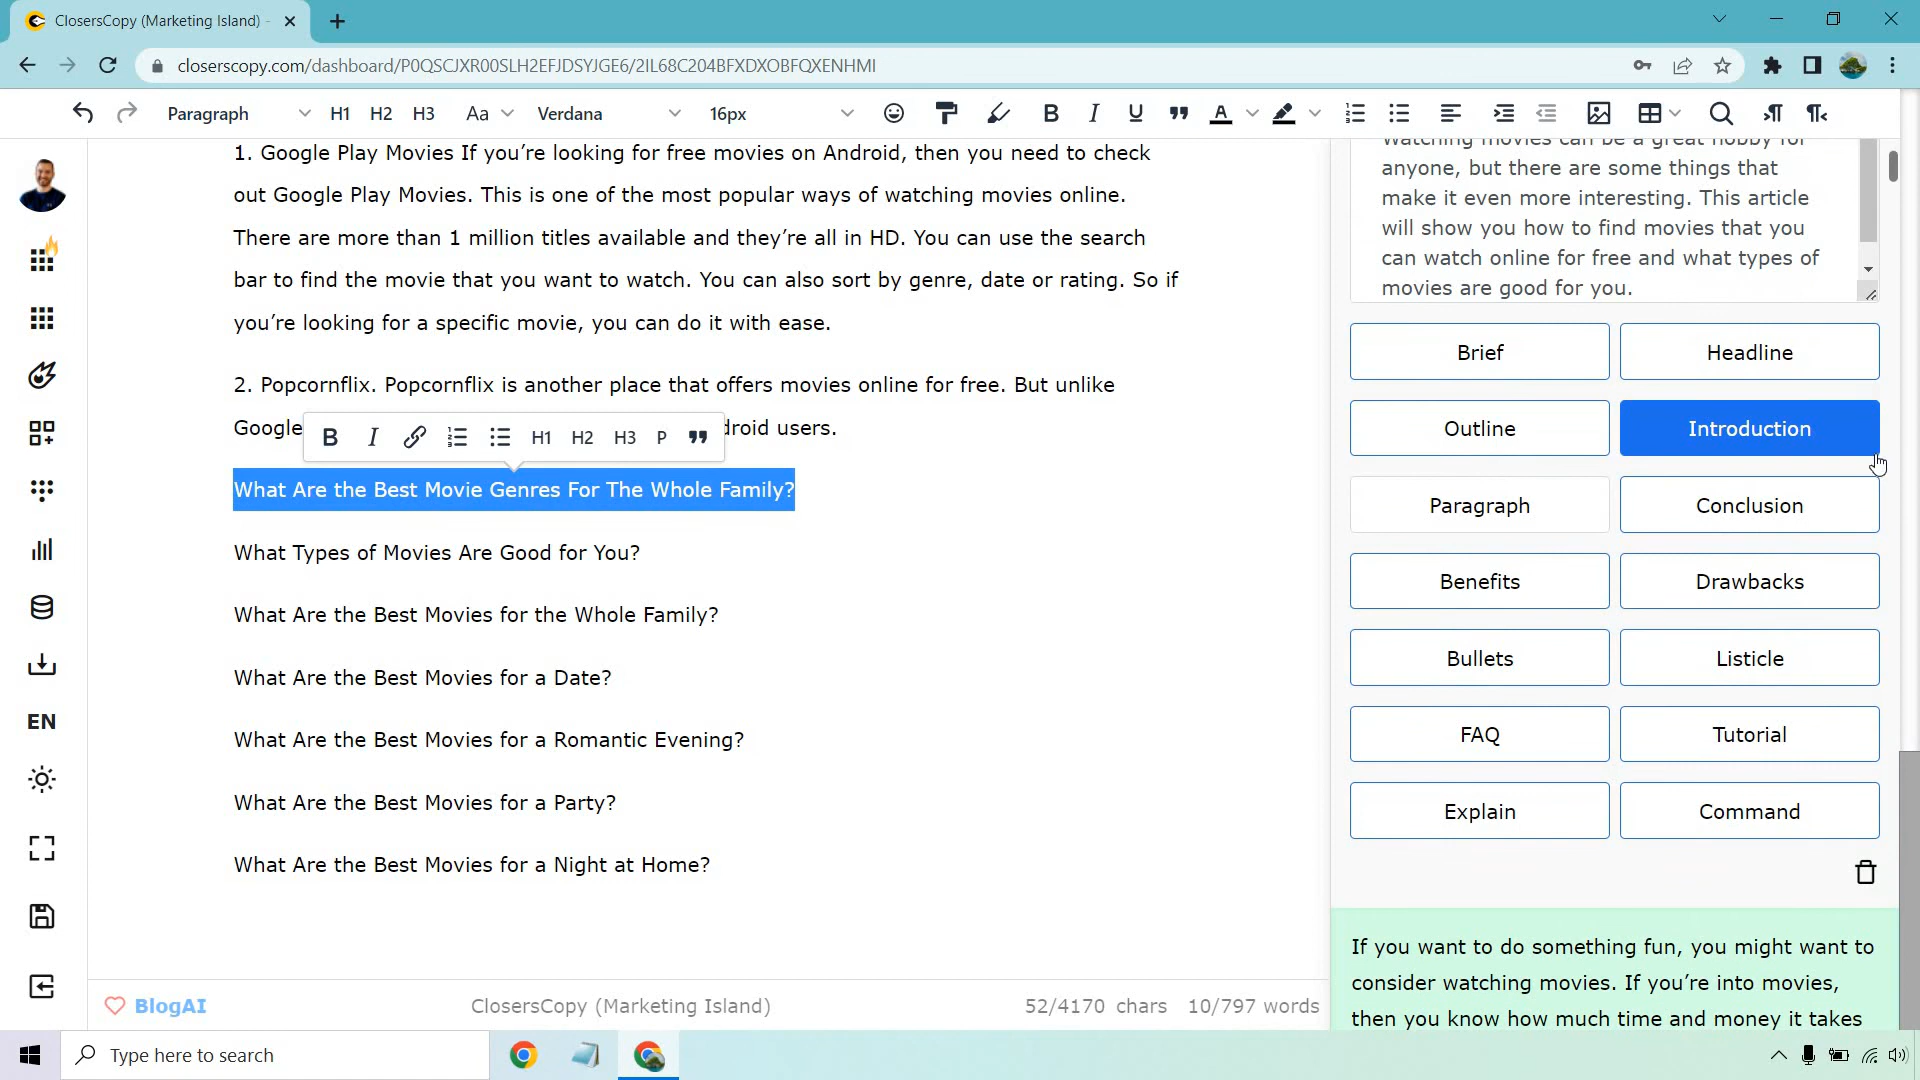 ClosersCopy (Marketing Island) -
closerscopy.com/dashboard/P0QSCJXR00SLH2EFJDSYJGE6/2IL68C204BFXDXOBFQXENHMI
Paragraph H1 H2 H3 Aa Verdana 16px B I U A
1. Google Play Movies If you’re looking for free movies on Android, then you need to check
out Google Play Movies. This is one of the most popular ways of watching movies online.
There are more than 1 million titles available and they’re all in HD. You can use the search
bar to find the movie that you want to watch. You can also sort by genre, date or rating. So if
you’re looking for a specific movie, you can do it with ease.
2. Popcornflix. Popcornflix is another place that offers movies online for free. But unlike
Google droid users.
B I H1 H2 H3 P
What Are the Best Movie Genres For The Whole Family?
What Types of Movies Are Good for You?
What Are the Best Movies for the Whole Family?
What Are the Best Movies for a Date?
What Are the Best Movies for a Romantic Evening?
What Are the Best Movies for a Party?
What Are the Best Movies for a Night at Home?
EN
Watching movies can be a great hobby for
anyone, but there are some things that
make it even more interesting. This article
will show you how to find movies that you
can watch online for free and what types of
movies are good for you.
Brief Headline
Outline Introduction
Paragraph Conclusion
Benefits Drawbacks
Bullets Listicle
FAQ Tutorial
Explain Command
If you want to do something fun, you might want to
consider watching movies. If you’re into movies,
then you know how much time and money it takes
BlogAI ClosersCopy (Marketing Island) 52/4170 chars 10/797 words
Type here to search